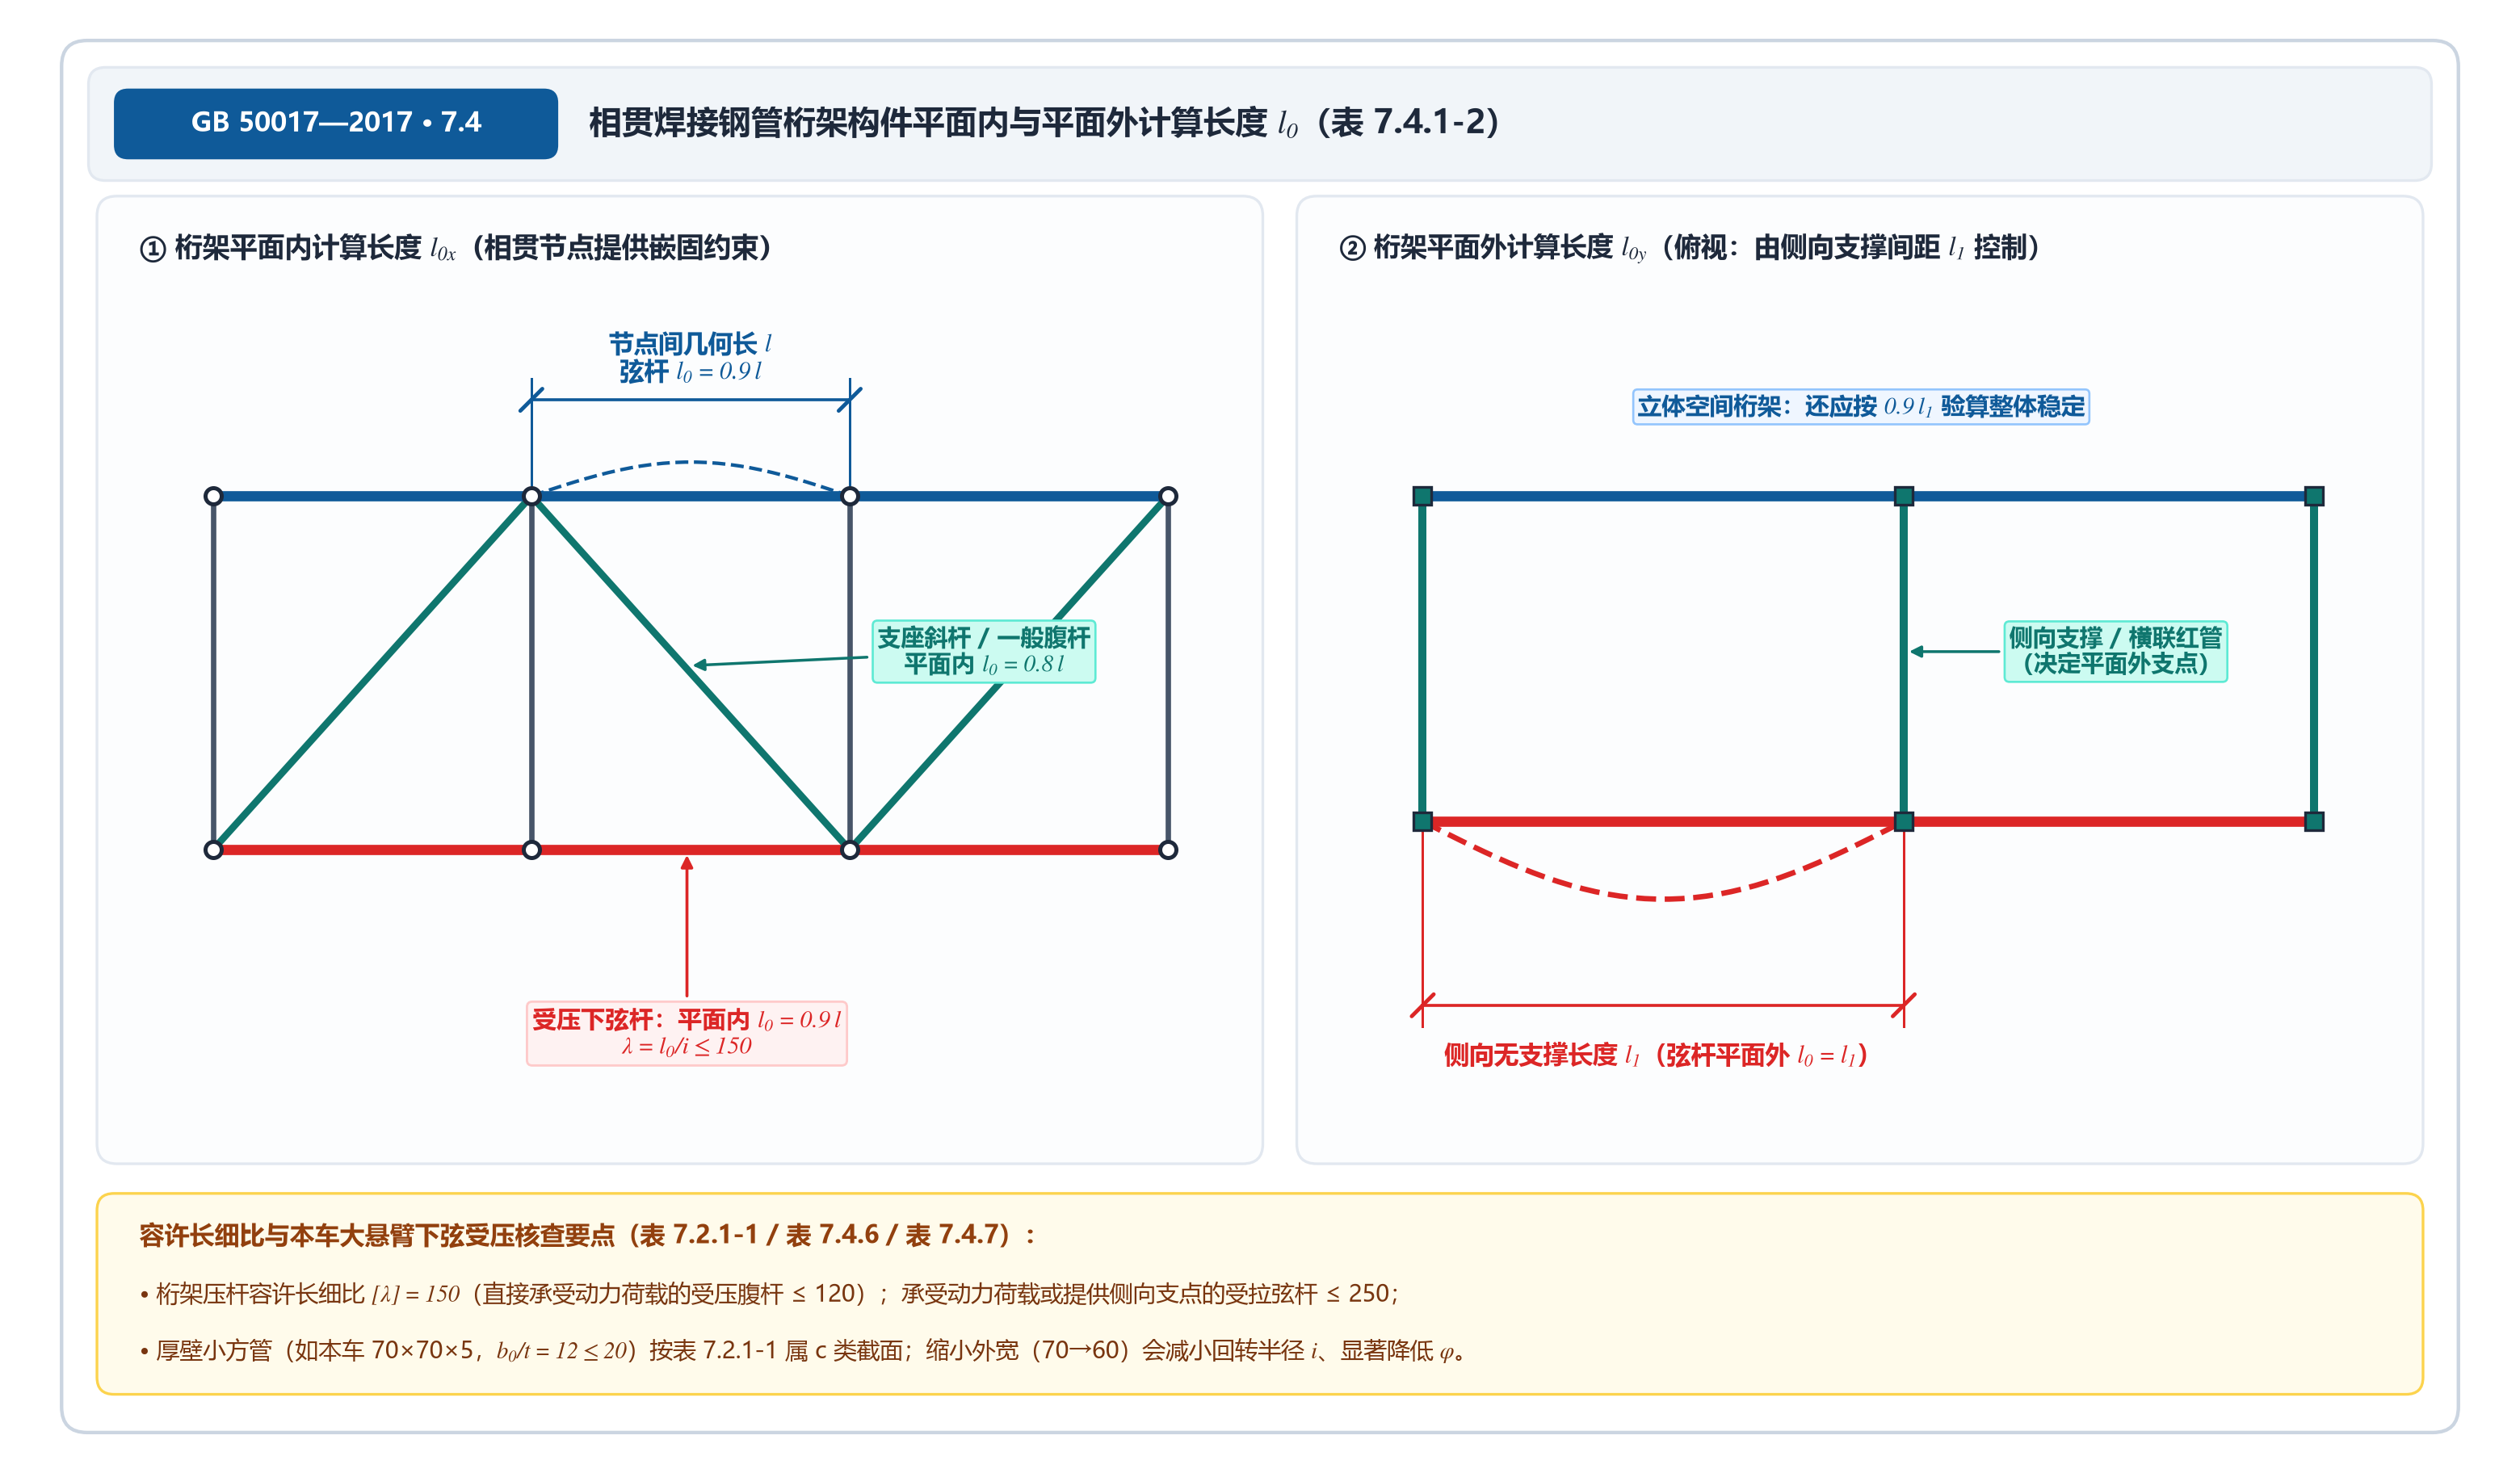 GB 50017—2017 • 7.4
相贯焊接钢管桁架构件平面内与平面外计算长度 l₀（表 7.4.1-2）
① 桁架平面内计算长度 l₀ₓ（相贯节点提供嵌固约束）
节点间几何长 l
弦杆 l₀ = 0.9 l
支座斜杆 / 一般腹杆
平面内 l₀ = 0.8 l
受压下弦杆：平面内 l₀ = 0.9 l
λ = l₀/i ≤ 150
② 桁架平面外计算长度 l₀y（俯视：由侧向支撑间距 l₁ 控制）
立体空间桁架：还应按 0.9 l₁ 验算整体稳定
侧向支撑 / 横联红管
（决定平面外支点）
侧向无支撑长度 l₁（弦杆平面外 l₀ = l₁）
容许长细比与本车大悬臂下弦受压核查要点（表 7.2.1-1 / 表 7.4.6 / 表 7.4.7）：
• 桁架压杆容许长细比 [λ] = 150（直接承受动力荷载的受压腹杆 ≤ 120）；承受动力荷载或提供侧向支点的受拉弦杆 ≤ 250；
• 厚壁小方管（如本车 70×70×5，b₀/t = 12 ≤ 20）按表 7.2.1-1 属 c 类截面；缩小外宽（70→60）会减小回转半径 i、显著降低 φ。